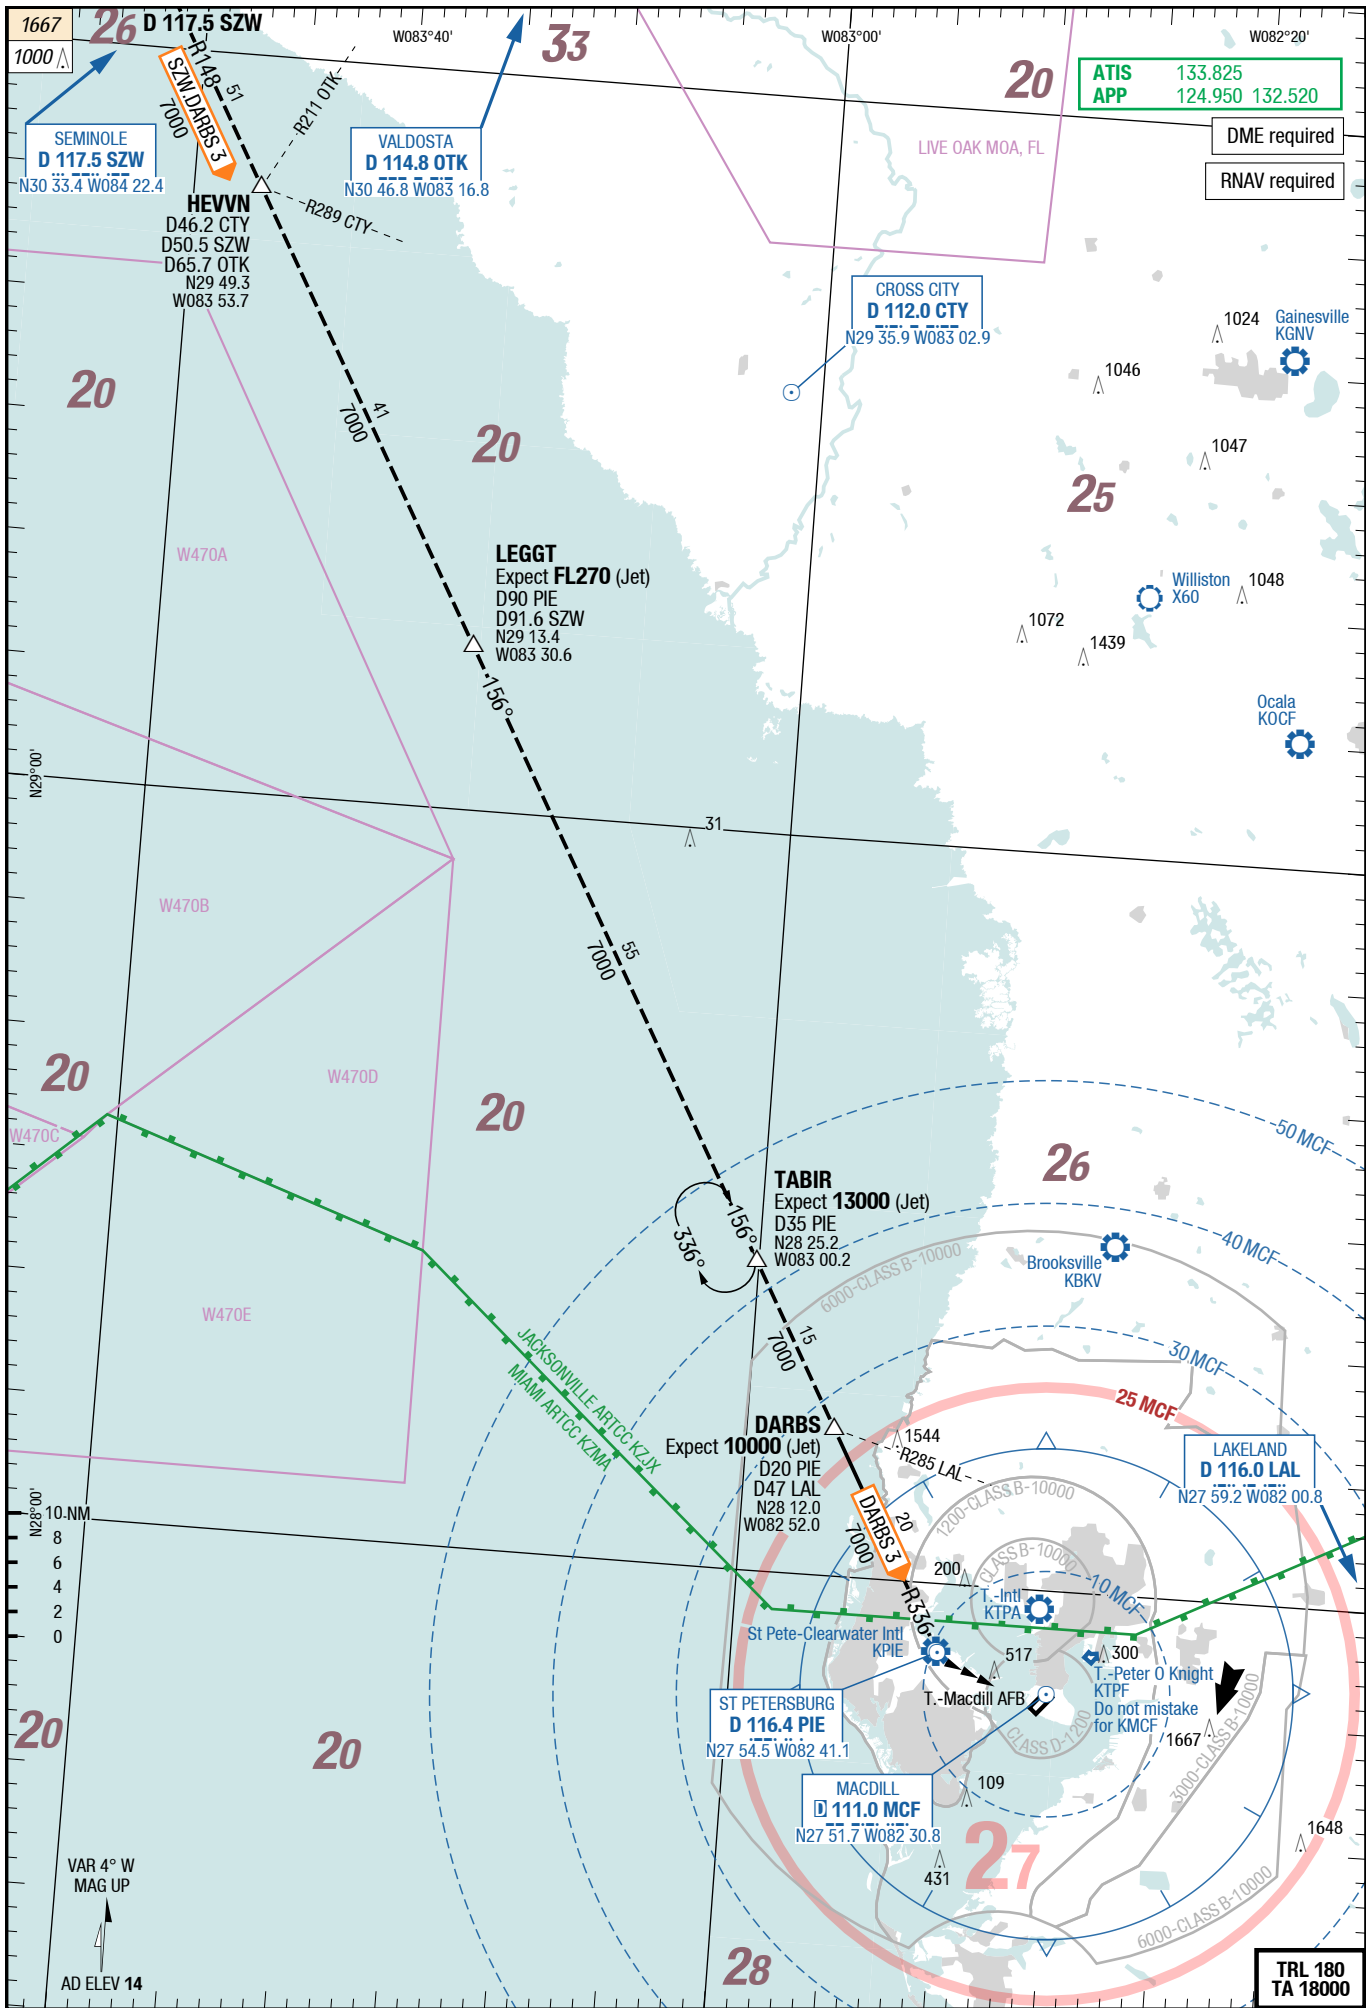 1667
1000
26
D 117.5 SZW
W083°40'
33
W083°00'
W082°20'
20
ATIS 133.825
APP 124.950 132.520
DME required
RNAV required
R148
51
SZW.DARBS 3
7000
R211 OTK
SEMINOLE
D 117.5 SZW
N30 33.4 W084 22.4
VALDOSTA
D 114.8 OTK
N30 46.8 W083 16.8
LIVE OAK MOA, FL
HEVVN
D46.2 CTY
D50.5 SZW
D65.7 OTK
N29 49.3
W083 53.7
R289 CTY
CROSS CITY
D 112.0 CTY
N29 35.9 W083 02.9
1024
Gainesville
KGNV
1046
20
41
7000
20
1047
25
W470A
LEGGT
Expect FL270 (Jet)
D90 PIE
D91.6 SZW
N29 13.4
W083 30.6
Williston
X60
1048
1072
1439
156°
Ocala
KOCF
N29°00'
31
W470B
55
7000
20
W470D
20
W470C
50 MCF
26
TABIR
Expect 13000 (Jet)
D35 PIE
N28 25.2
W083 00.2
156°
336°
40 MCF
6000-CLASS B-10000
Brooksville
KBKV
W470E
15
7000
JACKSONVILLE ARTCC KZJX
MIAMI ARTCC KZMA
30 MCF
25 MCF
DARBS
Expect 10000 (Jet)
D20 PIE
D47 LAL
N28 12.0
W082 52.0
1544
R285 LAL
LAKELAND
D 116.0 LAL
N27 59.2 W082 00.8
1200-CLASS B-10000
N28°00'
10 NM
8
6
4
2
0
DARBS 3
20
7000
CLASS B-10000
200
10 MCF
T.-Intl
KTPA
R336
St Pete-Clearwater Intl
KPIE
517
300
T.-Peter O Knight
KTPF
Do not mistake
for KMCF
T.-Macdill AFB
ST PETERSBURG
D 116.4 PIE
N27 54.5 W082 41.1
CLASS D-1200
1667
3000-CLASS B-10000
20
20
MACDILL
D 111.0 MCF
N27 51.7 W082 30.8
109
27
1648
431
6000-CLASS B-10000
VAR 4° W
MAG UP
AD ELEV 14
28
TRL 180
TA 18000